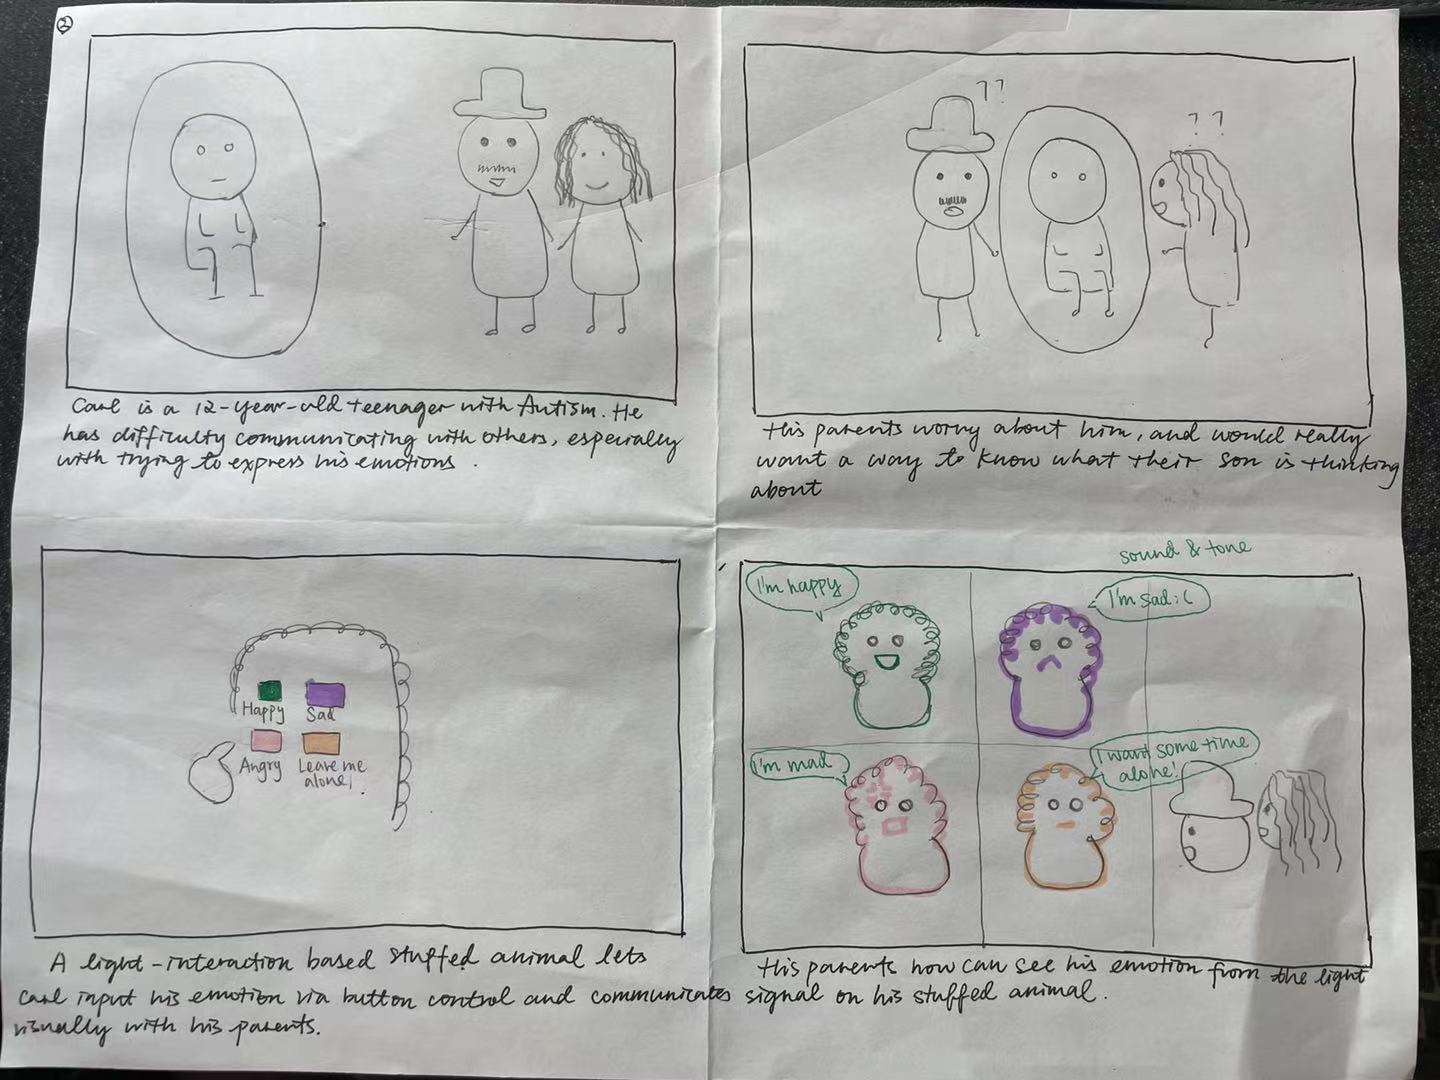 ②
Carl is a 12-year-old teenager with Autism. He
has difficulty communicating with others, especially
with trying to express his emotions.
??
??
His parents worry about him, and would really
want a way to know what their son is thinking
about
Happy Sad
Angry Leave me
alone!
A light-interaction based stuffed animal lets
Carl input his emotion via button control and communicates
visually with his parents.
sound & tone
I'm happy
I'm sad :(
I'm mad
I want some time
alone!
His parents now can see his emotion from the light
signal on his stuffed animal.